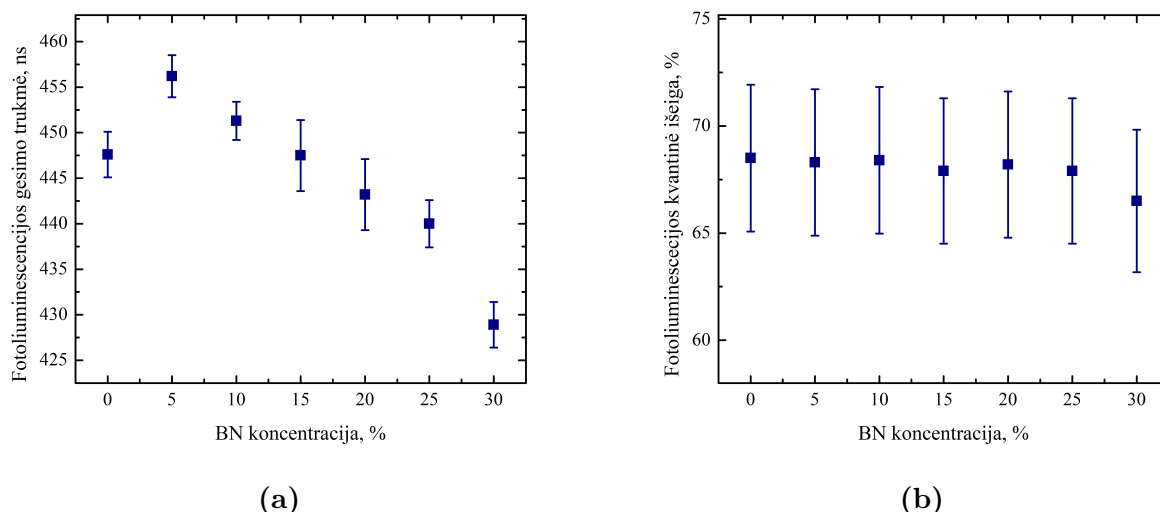 Fotoliuminescencijos gesimo trukmė, ns
460
455
450
445
440
435
430
425
0 5 10 15 20 25 30
BN koncentracija, %
(a)
Fotoliuminescecijos kvantinė išeiga, %
75
70
65
60
0 5 10 15 20 25 30
BN koncentracija, %
(b)